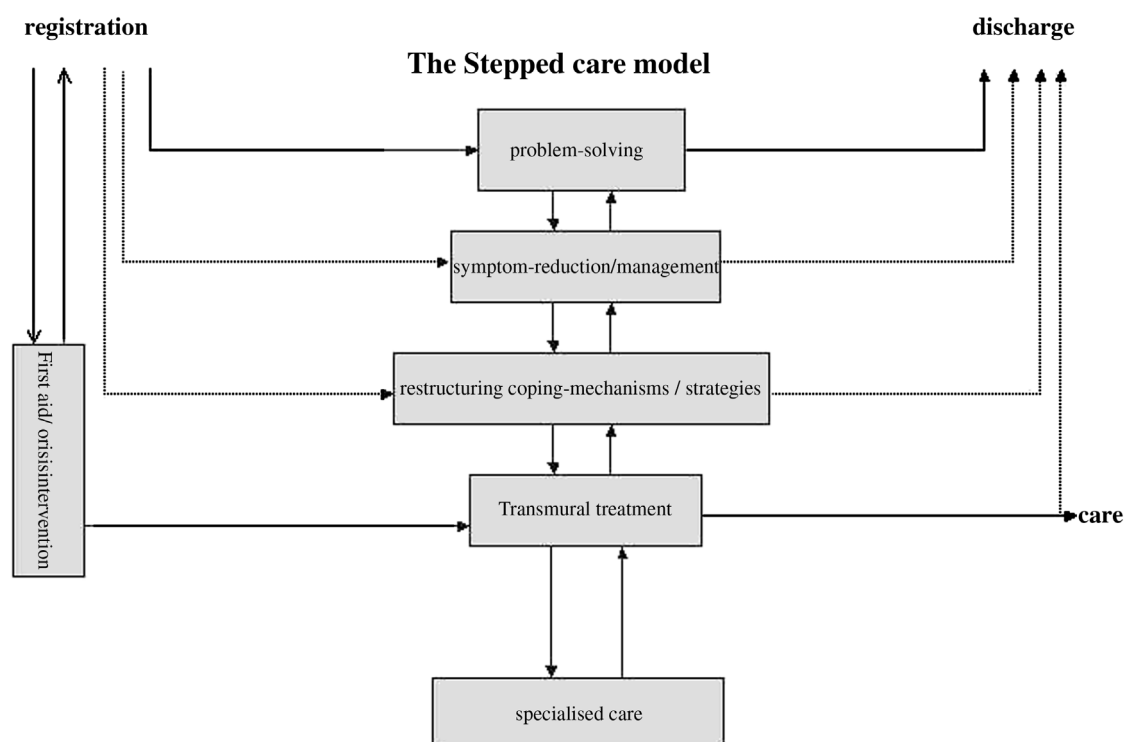 registration
discharge
The Stepped care model
problem-solving
symptom-reduction/management
restructuring coping-mechanisms / strategies
First aid/ orisisintervention
Transmural treatment
care
specialised care